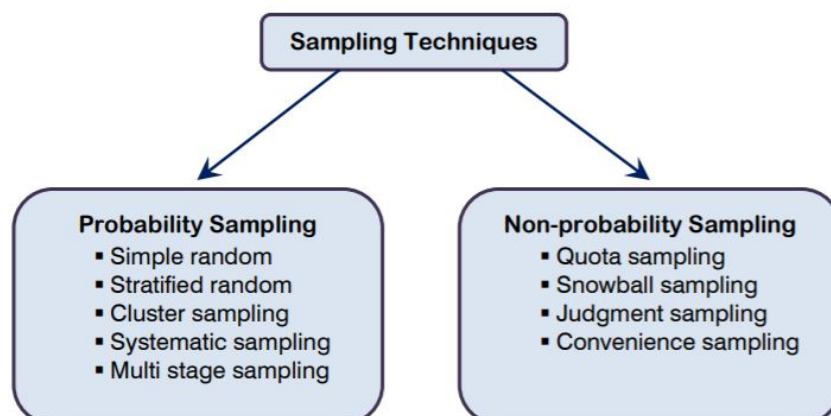 Sampling Techniques
Probability Sampling
▪ Simple random
▪ Stratified random
▪ Cluster sampling
▪ Systematic sampling
▪ Multi stage sampling
Non-probability Sampling
▪ Quota sampling
▪ Snowball sampling
▪ Judgment sampling
▪ Convenience sampling